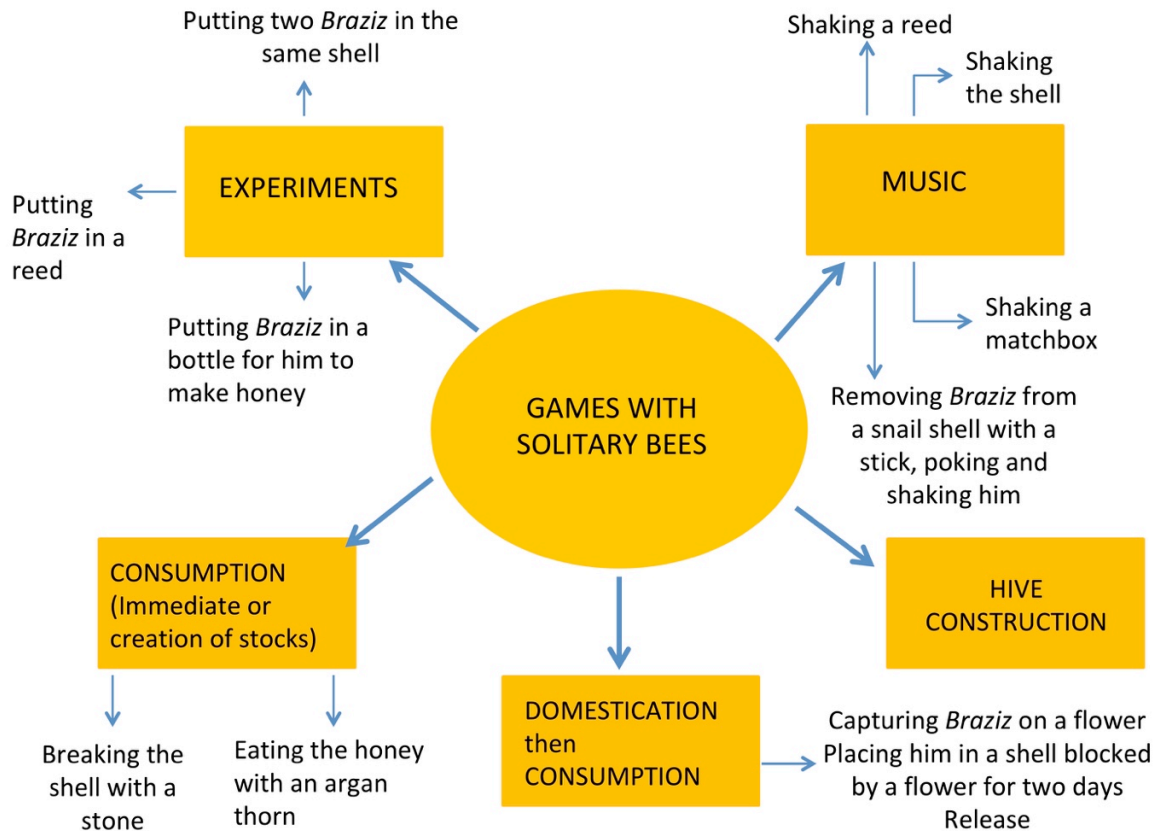 Putting two Braziz in the
same shell
Shaking a reed
Shaking
the shell
EXPERIMENTS
MUSIC
Putting
Braziz in a
reed
Putting Braziz in a
bottle for him to
make honey
Shaking a
matchbox
Removing Braziz from
a snail shell with a
stick, poking and
shaking him
GAMES WITH
SOLITARY BEES
CONSUMPTION
(Immediate or
creation of stocks)
HIVE
CONSTRUCTION
Breaking the
shell with a
stone
Eating the honey
with an argan
thorn
DOMESTICATION
then
CONSUMPTION
Capturing Braziz on a flower
Placing him in a shell blocked
by a flower for two days
Release